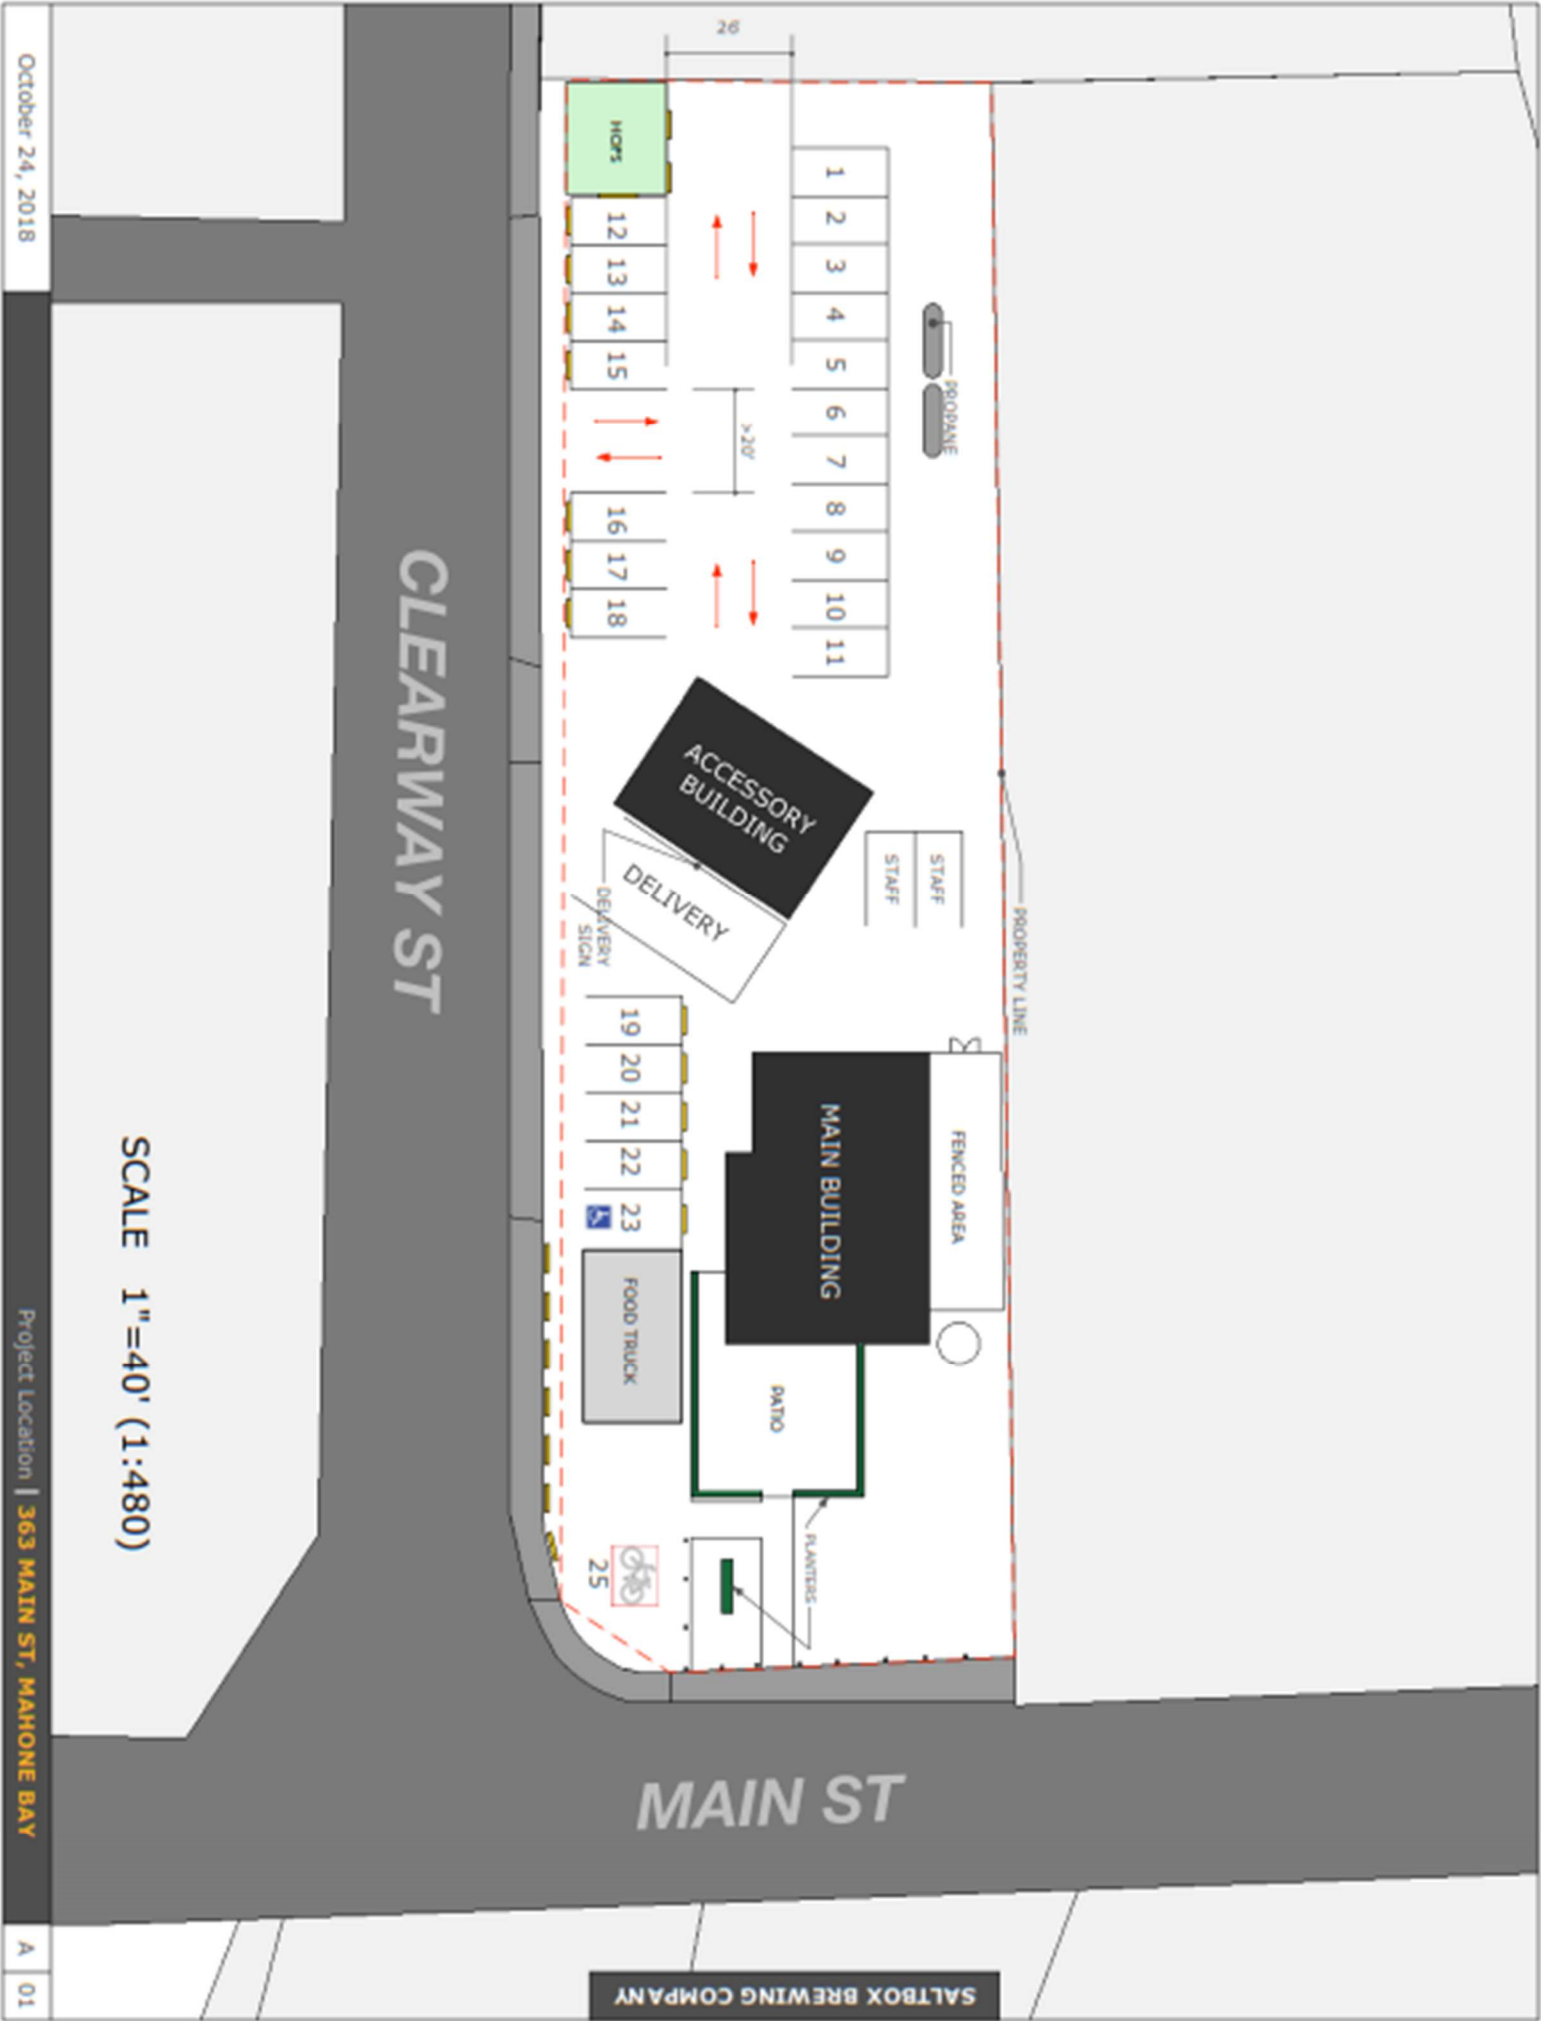 26'
HOPS
1
2
3
4
5
6
7
8
9
10
11
12
13
14
15
16
17
18
>20'
PROPANE
ACCESSORY
BUILDING
DELIVERY
DELIVERY
SIGN
STAFF
STAFF
PROPERTY LINE
19
20
21
22
23
MAIN BUILDING
FENCED AREA
FOOD TRUCK
PATIO
PLANTERS
25
CLEARWAY ST
MAIN ST
SCALE 1"=40' (1:480)
October 24, 2018
Project Location | 363 MAIN ST, MAHONE BAY
A 01
SALTBOX BREWING COMPANY